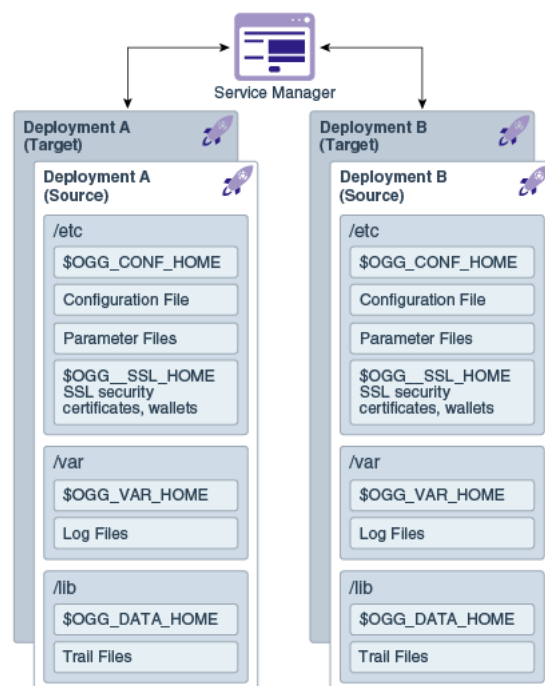 Service Manager
Deployment A
(Target)
Deployment A
(Source)
/etc
$OGG_CONF_HOME
Configuration File
Parameter Files
$OGG__SSL_HOME
SSL security
certificates, wallets
/var
$OGG_VAR_HOME
Log Files
/lib
$OGG_DATA_HOME
Trail Files
Deployment B
(Target)
Deployment B
(Source)
/etc
$OGG_CONF_HOME
Configuration File
Parameter Files
$OGG__SSL_HOME
SSL security
certificates, wallets
/var
$OGG_VAR_HOME
Log Files
/lib
$OGG_DATA_HOME
Trail Files